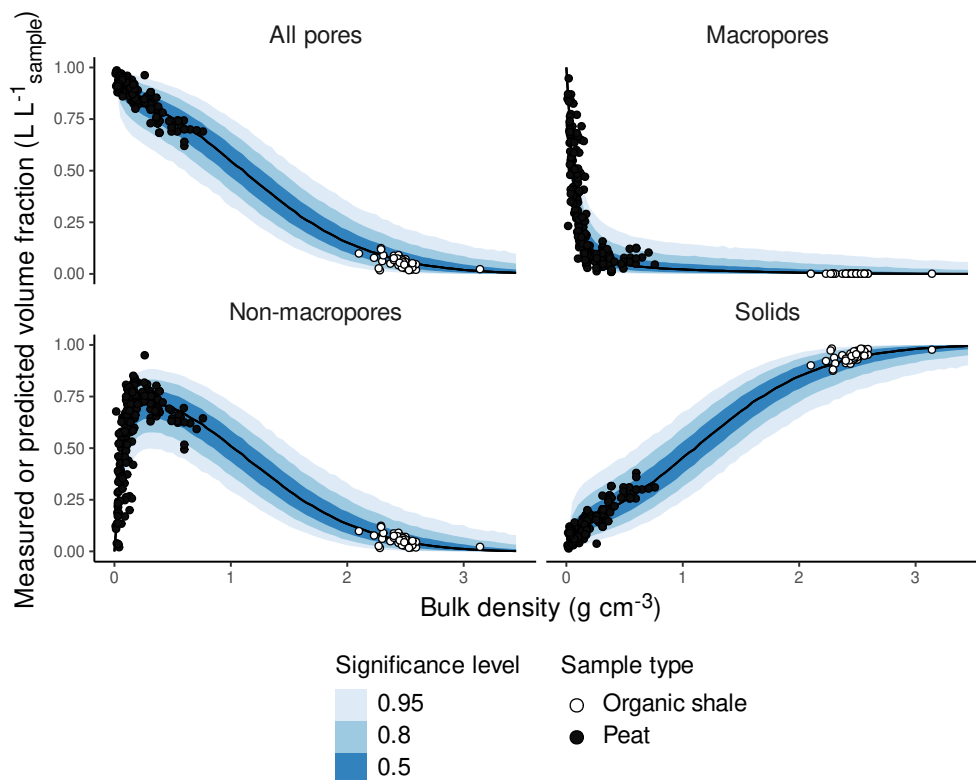 All pores
Macropores
1.00
0.75
0.50
0.25
0.00
Non-macropores
Solids
1.00
0.75
0.50
0.25
0.00
0 1 2 3
0 1 2 3
Measured or predicted volume fraction (L L⁻¹sample)
Bulk density (g cm⁻³)
Significance level
0.95
0.8
0.5
Sample type
Organic shale
Peat